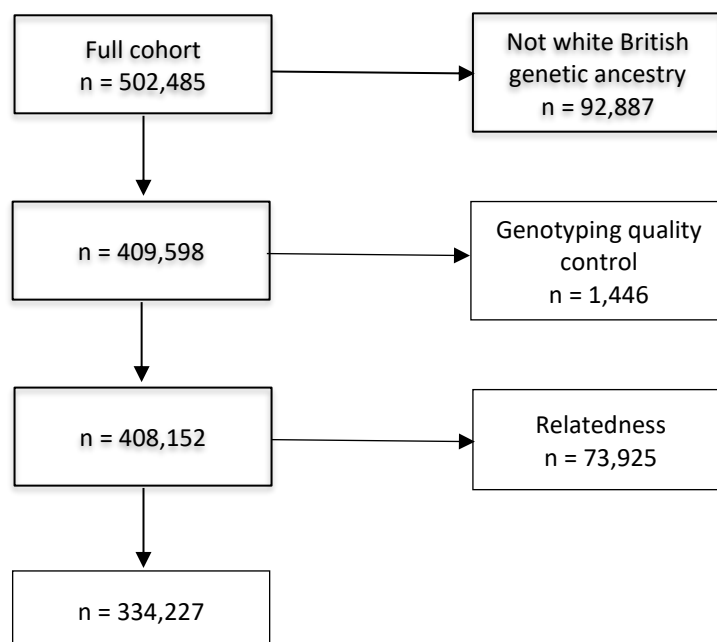 Full cohort
n = 502,485
Not white British
genetic ancestry
n = 92,887
n = 409,598
Genotyping quality
control
n = 1,446
n = 408,152
Relatedness
n = 73,925
n = 334,227